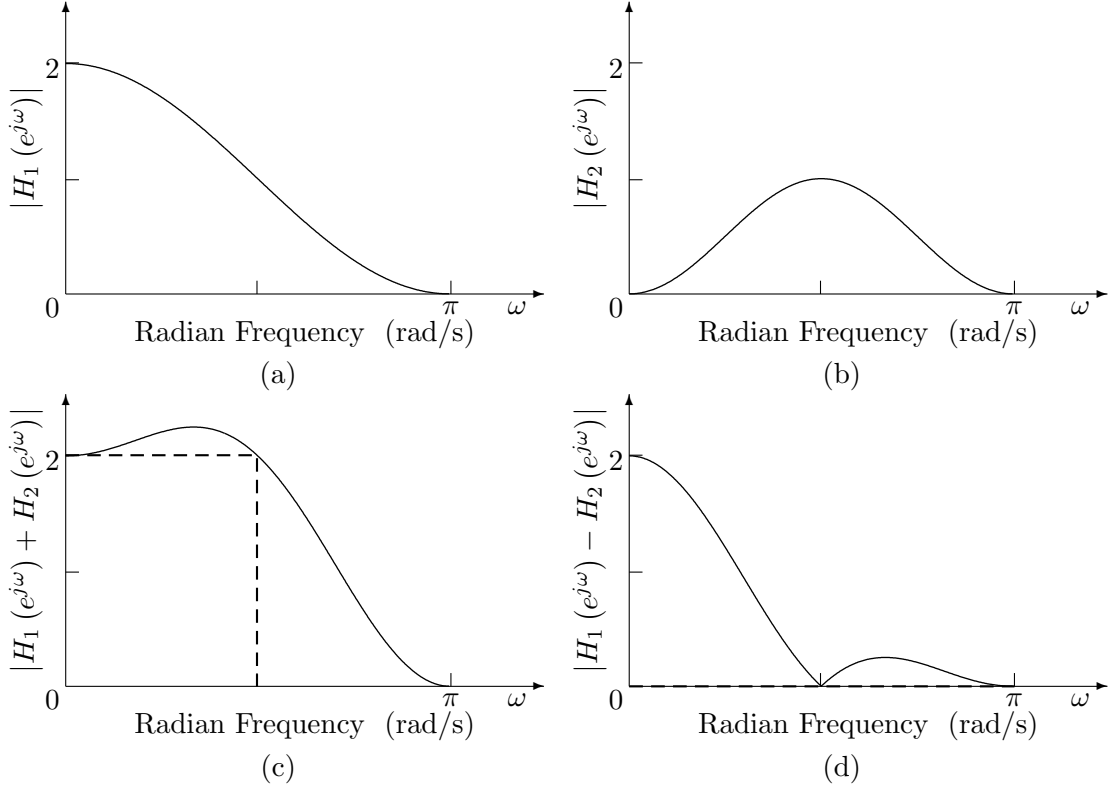 |H₁ (e^{jω})|
2
0
π
ω
Radian Frequency (rad/s)
(a)
|H₂ (e^{jω})|
2
0
π
ω
Radian Frequency (rad/s)
(b)
|H₁ (e^{jω}) + H₂ (e^{jω})|
2
0
π
ω
Radian Frequency (rad/s)
(c)
|H₁ (e^{jω}) − H₂ (e^{jω})|
2
0
π
ω
Radian Frequency (rad/s)
(d)